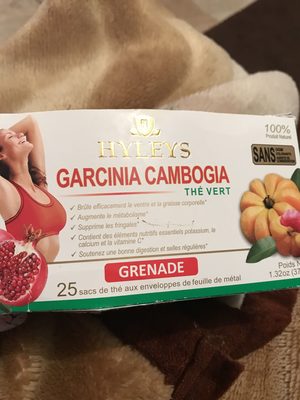 100%
Produit Naturel
HYLEYS
SANS
GARCINIA CAMBOGIA
THÉ VERT
✓ Brûle efficacement le ventre et la graisse corporelle*
✓ Augmente le métabolisme*
✓ Supprime les fringales*
✓ Contient des éléments nutritifs essentiels potassium, le
calcium et la vitamine C*
✓ Soutenez une bonne digestion et selles régulières*
GRENADE
25 sacs de thé aux enveloppes de feuille de métal
Poids N
1.32oz (37